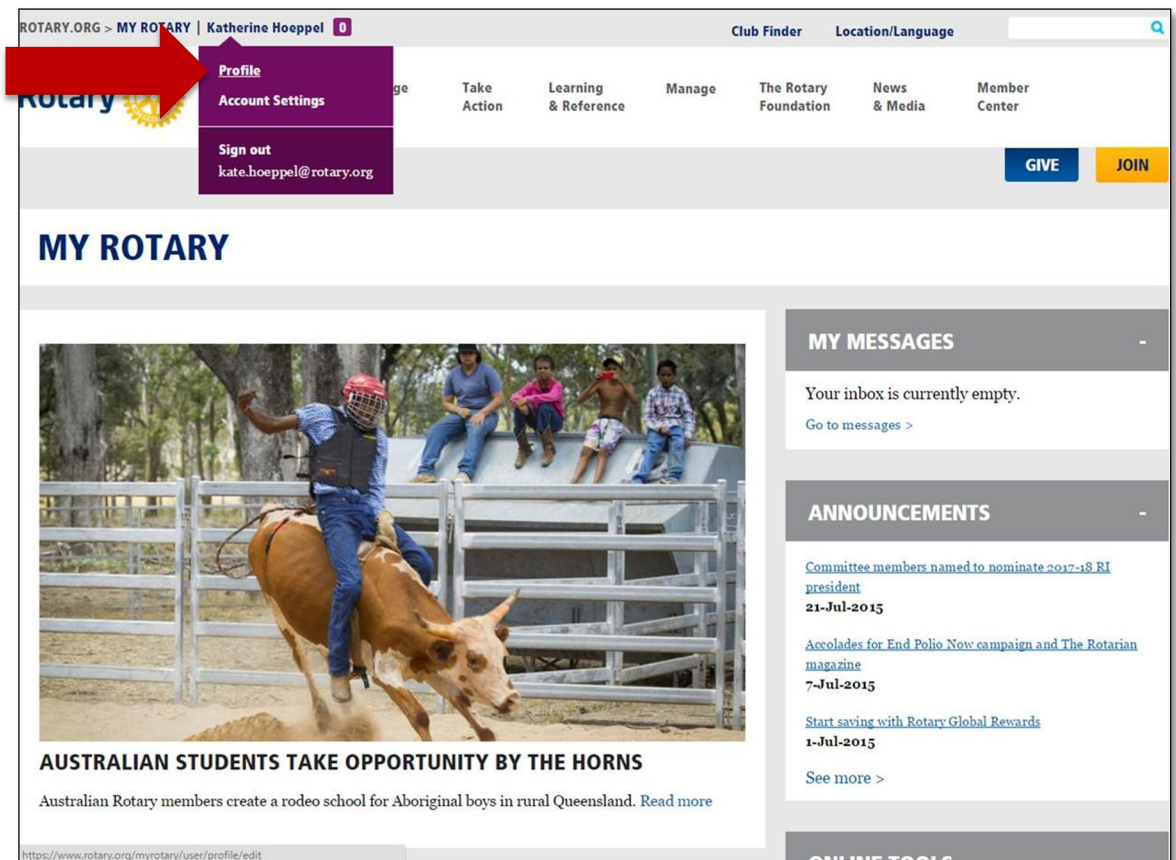 ROTARY.ORG > MY ROTARY | Katherine Hoeppel 0
Club Finder Location/Language
Profile
Account Settings
Sign out
kate.hoeppel@rotary.org
Rotary
ge
Take
Action
Learning
& Reference
Manage
The Rotary
Foundation
News
& Media
Member
Center
GIVE JOIN
MY ROTARY
AUSTRALIAN STUDENTS TAKE OPPORTUNITY BY THE HORNS
Australian Rotary members create a rodeo school for Aboriginal boys in rural Queensland. Read more
MY MESSAGES -
Your inbox is currently empty.
Go to messages >
ANNOUNCEMENTS -
Committee members named to nominate 2017-18 RI
president
21-Jul-2015
Accolades for End Polio Now campaign and The Rotarian
magazine
7-Jul-2015
Start saving with Rotary Global Rewards
1-Jul-2015
See more >
ONLINE TOOLS
https://www.rotary.org/myrotary/user/profile/edit